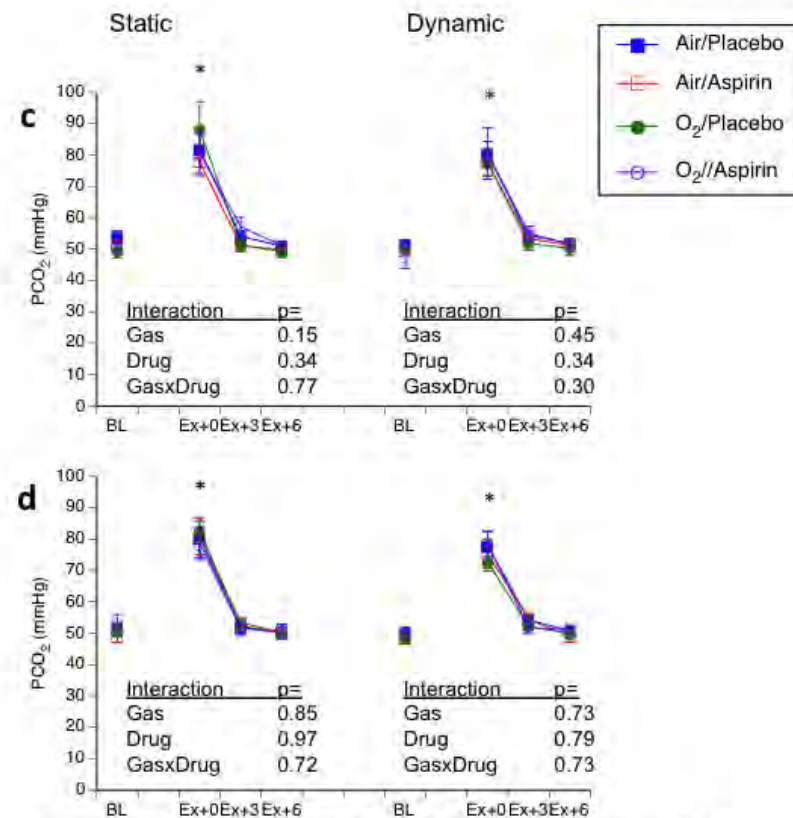 Static Dynamic
Air/Placebo
Air/Aspirin
O₂/Placebo
O₂//Aspirin
c
* *
PCO₂ (mmHg)
100
90
80
70
60
50
40
30
20
10
0
Interaction p=
Gas 0.15
Drug 0.34
GasxDrug 0.77
Interaction p=
Gas 0.45
Drug 0.34
GasxDrug 0.30
BL Ex+0 Ex+3 Ex+6 BL Ex+0 Ex+3 Ex+6
d
* *
PCO₂ (mmHg)
100
90
80
70
60
50
40
30
20
10
0
Interaction p=
Gas 0.85
Drug 0.97
GasxDrug 0.72
Interaction p=
Gas 0.73
Drug 0.79
GasxDrug 0.73
BL Ex+0 Ex+3 Ex+6 BL Ex+0 Ex+3 Ex+6